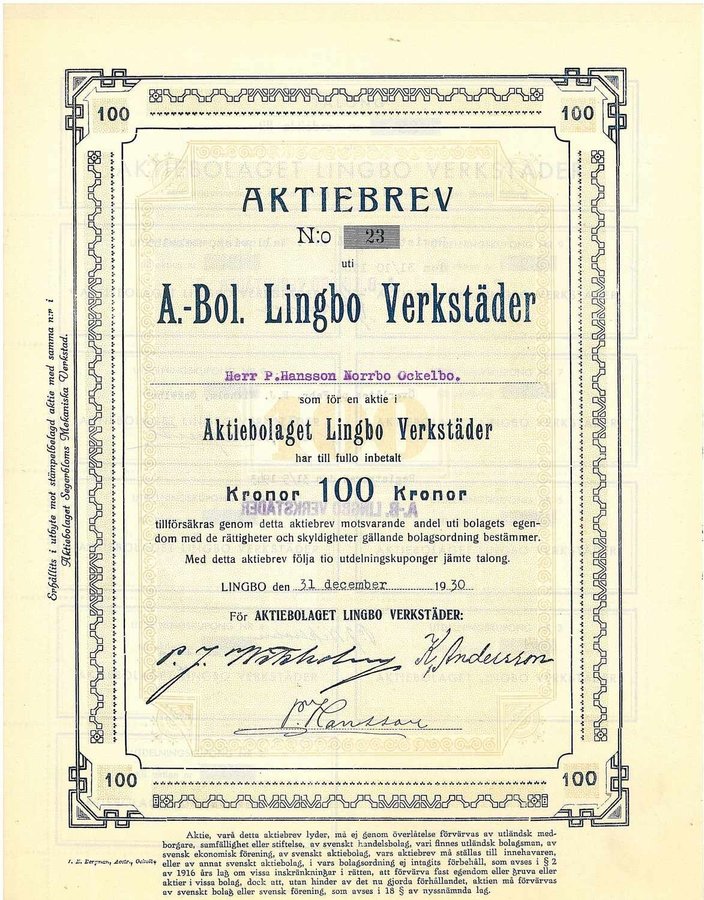 100
100
AKTIEBOLAGET LINGBO VERKSTÄDER
AKTIEBREV
N:o 23
uti
A.-Bol. Lingbo Verkstäder
Herr P.Hansson Norrbo Ockelbo.
som för en aktie i
Aktiebolaget Lingbo Verkstäder
har till fullo inbetalt
Kronor 100 Kronor
A.-B. LINGBO VERKSTÄDER
tillförsäkras genom detta aktiebrev motsvarande andel uti bolagets egen-
dom med de rättigheter och skyldigheter gällande bolagsordning bestämmer.
Med detta aktiebrev följa tio utdelningskuponger jämte talong.
LINGBO den 31 december 1930
För AKTIEBOLAGET LINGBO VERKSTÄDER:
P. J.
K. Andersson
P. Hansson
100
100
Erhållits i utbyte mot stämpelbelagd aktie med samma n:r i
Aktiebolaget Segerbloms Mekaniska Verkstad.
Aktie, varå detta aktiebrev lyder, må ej genom överlåtelse förvärvas av utländsk med-
borgare, samfällighet eller stiftelse, av svenskt handelsbolag, vari finnes utländsk bolagsman, av
svensk ekonomisk förening, av svenskt aktiebolag, vars aktiebrev må ställas till innehavaren,
eller av annat svenskt aktiebolag, i vars bolagsordning ej intagits förbehåll, som avses i § 2
av 1916 års lag om vissa inskränkningar i rätten, att förvärva fast egendom eller gruva eller
aktier i vissa bolag, dock att, utan hinder av det nu gjorda förhållandet, aktien må förvärvas
av svenskt bolag eller svensk förening, som avses i 18 § av nyssnämnda lag.